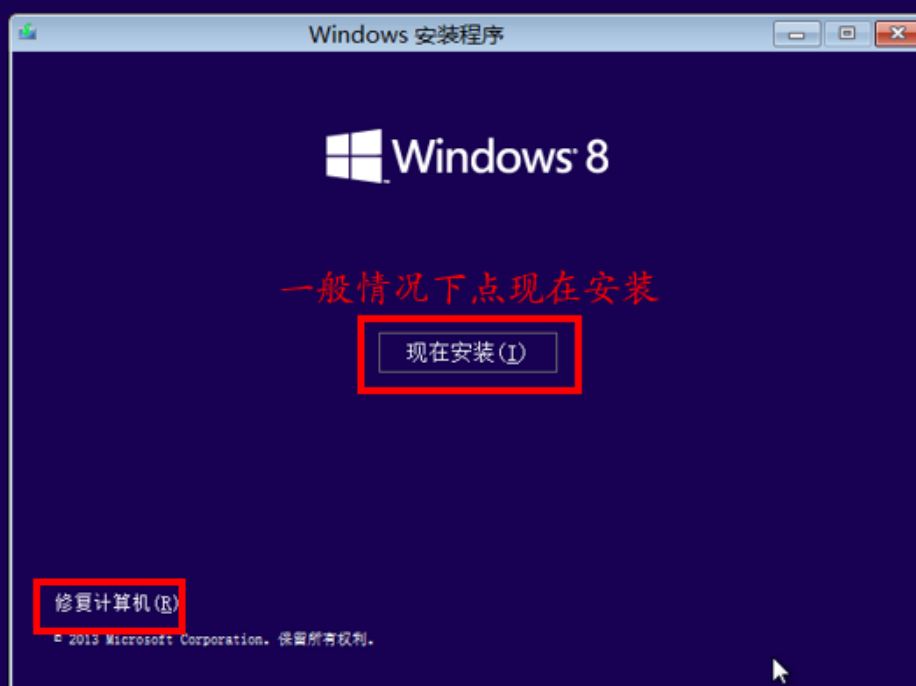 Windows 安装程序
Windows 8
一般情况下点现在安装
现在安装(I)
修复计算机(R)
© 2013 Microsoft Corporation. 保留所有权利.